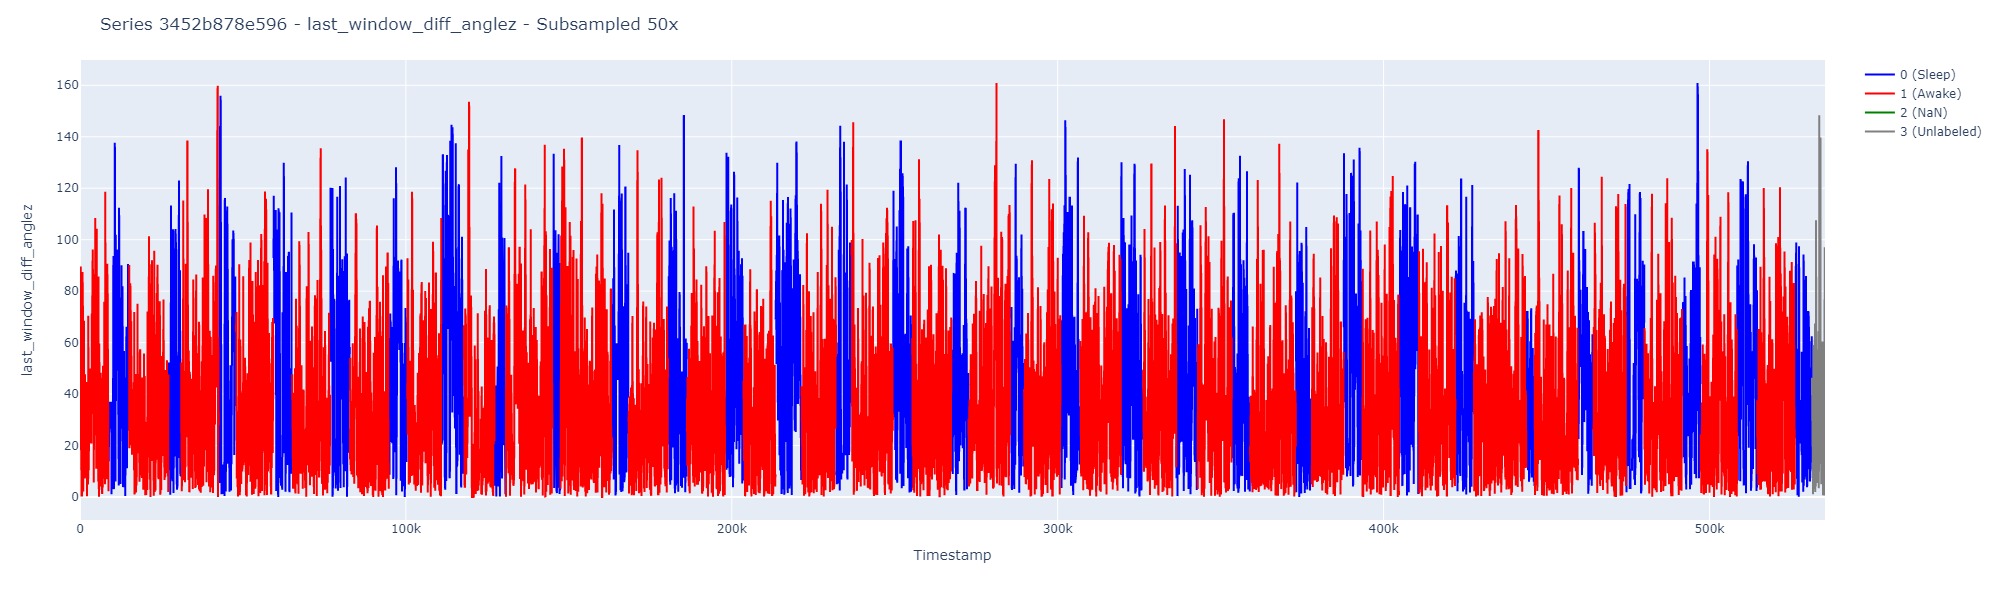 Series 3452b878e596 - last_window_diff_anglez - Subsampled 50x
0 (Sleep)
1 (Awake)
2 (NaN)
3 (Unlabeled)
last_window_diff_anglez
160
140
120
100
80
60
40
20
0
0 100k 200k 300k 400k 500k
Timestamp